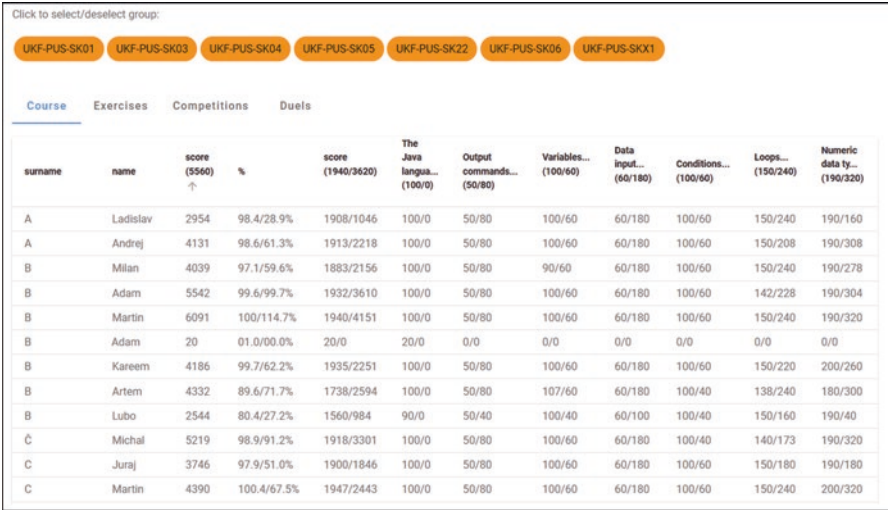 Click to select/deselect group:
UKF-PUS-SK01 UKF-PUS-SK03 UKF-PUS-SK04 UKF-PUS-SK05 UKF-PUS-SK22 UKF-PUS-SK06 UKF-PUS-SKX1
Course Exercises Competitions Duels
surname name score (5560) ↑ % score (1940/3620) The Java langua... (100/0) Output commands... (50/80) Variables... (100/60) Data input... (60/180) Conditions... (100/60) Loops... (150/240) Numeric data ty... (190/320)
A Ladislav 2954 98.4/28.9% 1908/1046 100/0 50/80 100/60 60/180 100/60 150/240 190/160
A Andrej 4131 98.6/61.3% 1913/2218 100/0 50/80 100/60 60/180 100/60 150/208 190/308
B Milan 4039 97.1/59.6% 1883/2156 100/0 50/80 90/60 60/180 100/60 150/240 190/278
B Adam 5542 99.6/99.7% 1932/3610 100/0 50/80 100/60 60/180 100/60 142/228 190/304
B Martin 6091 100/114.7% 1940/4151 100/0 50/80 100/60 60/180 100/60 150/240 190/320
B Adam 20 01.0/00.0% 20/0 20/0 0/0 0/0 0/0 0/0 0/0 0/0
B Kareem 4186 99.7/62.2% 1935/2251 100/0 50/80 100/60 60/180 100/60 150/220 200/260
B Artem 4332 89.6/71.7% 1738/2594 100/0 50/80 107/60 60/180 100/40 138/240 180/300
B Lubo 2544 80.4/27.2% 1560/984 90/0 50/40 100/40 60/100 100/40 150/160 190/40
Č Michal 5219 98.9/91.2% 1918/3301 100/0 50/80 100/60 60/180 100/40 140/173 190/320
C Juraj 3746 97.9/51.0% 1900/1846 100/0 50/80 100/60 60/180 100/60 150/180 190/180
C Martin 4390 100.4/67.5% 1947/2443 100/0 50/80 100/60 60/180 100/60 150/240 200/320